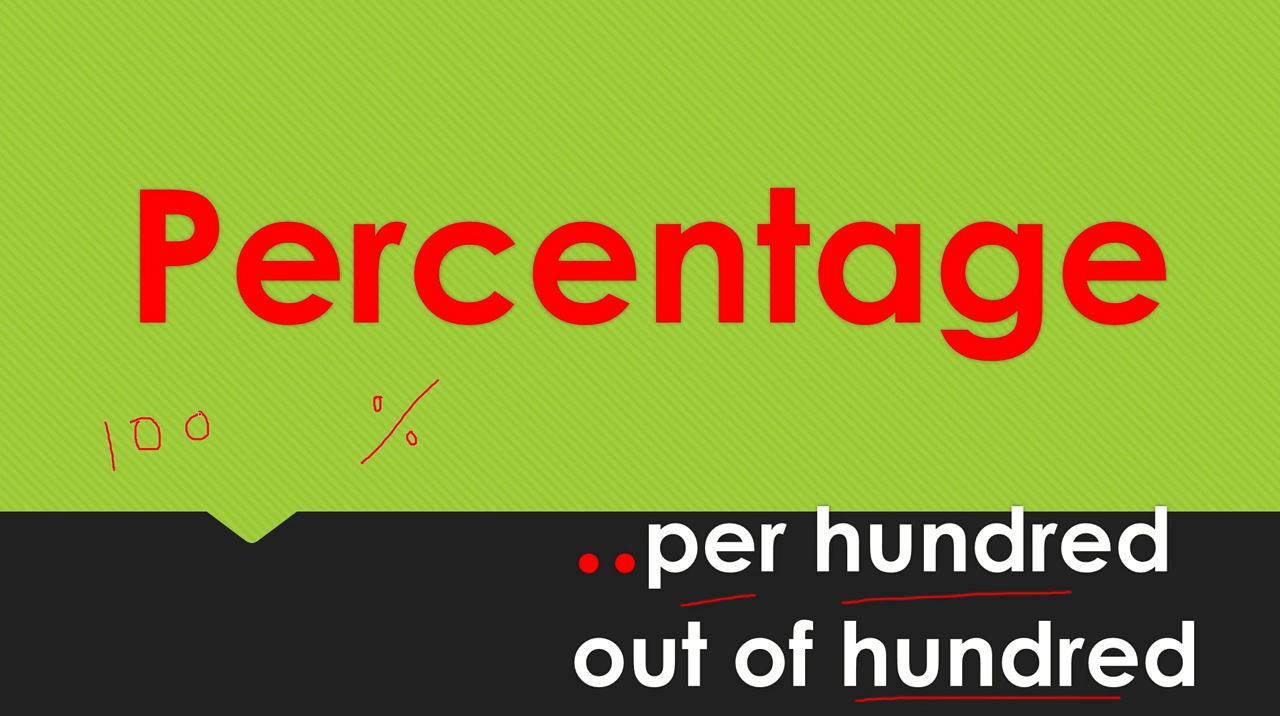 Percentage
100 %
..per hundred
out of hundred